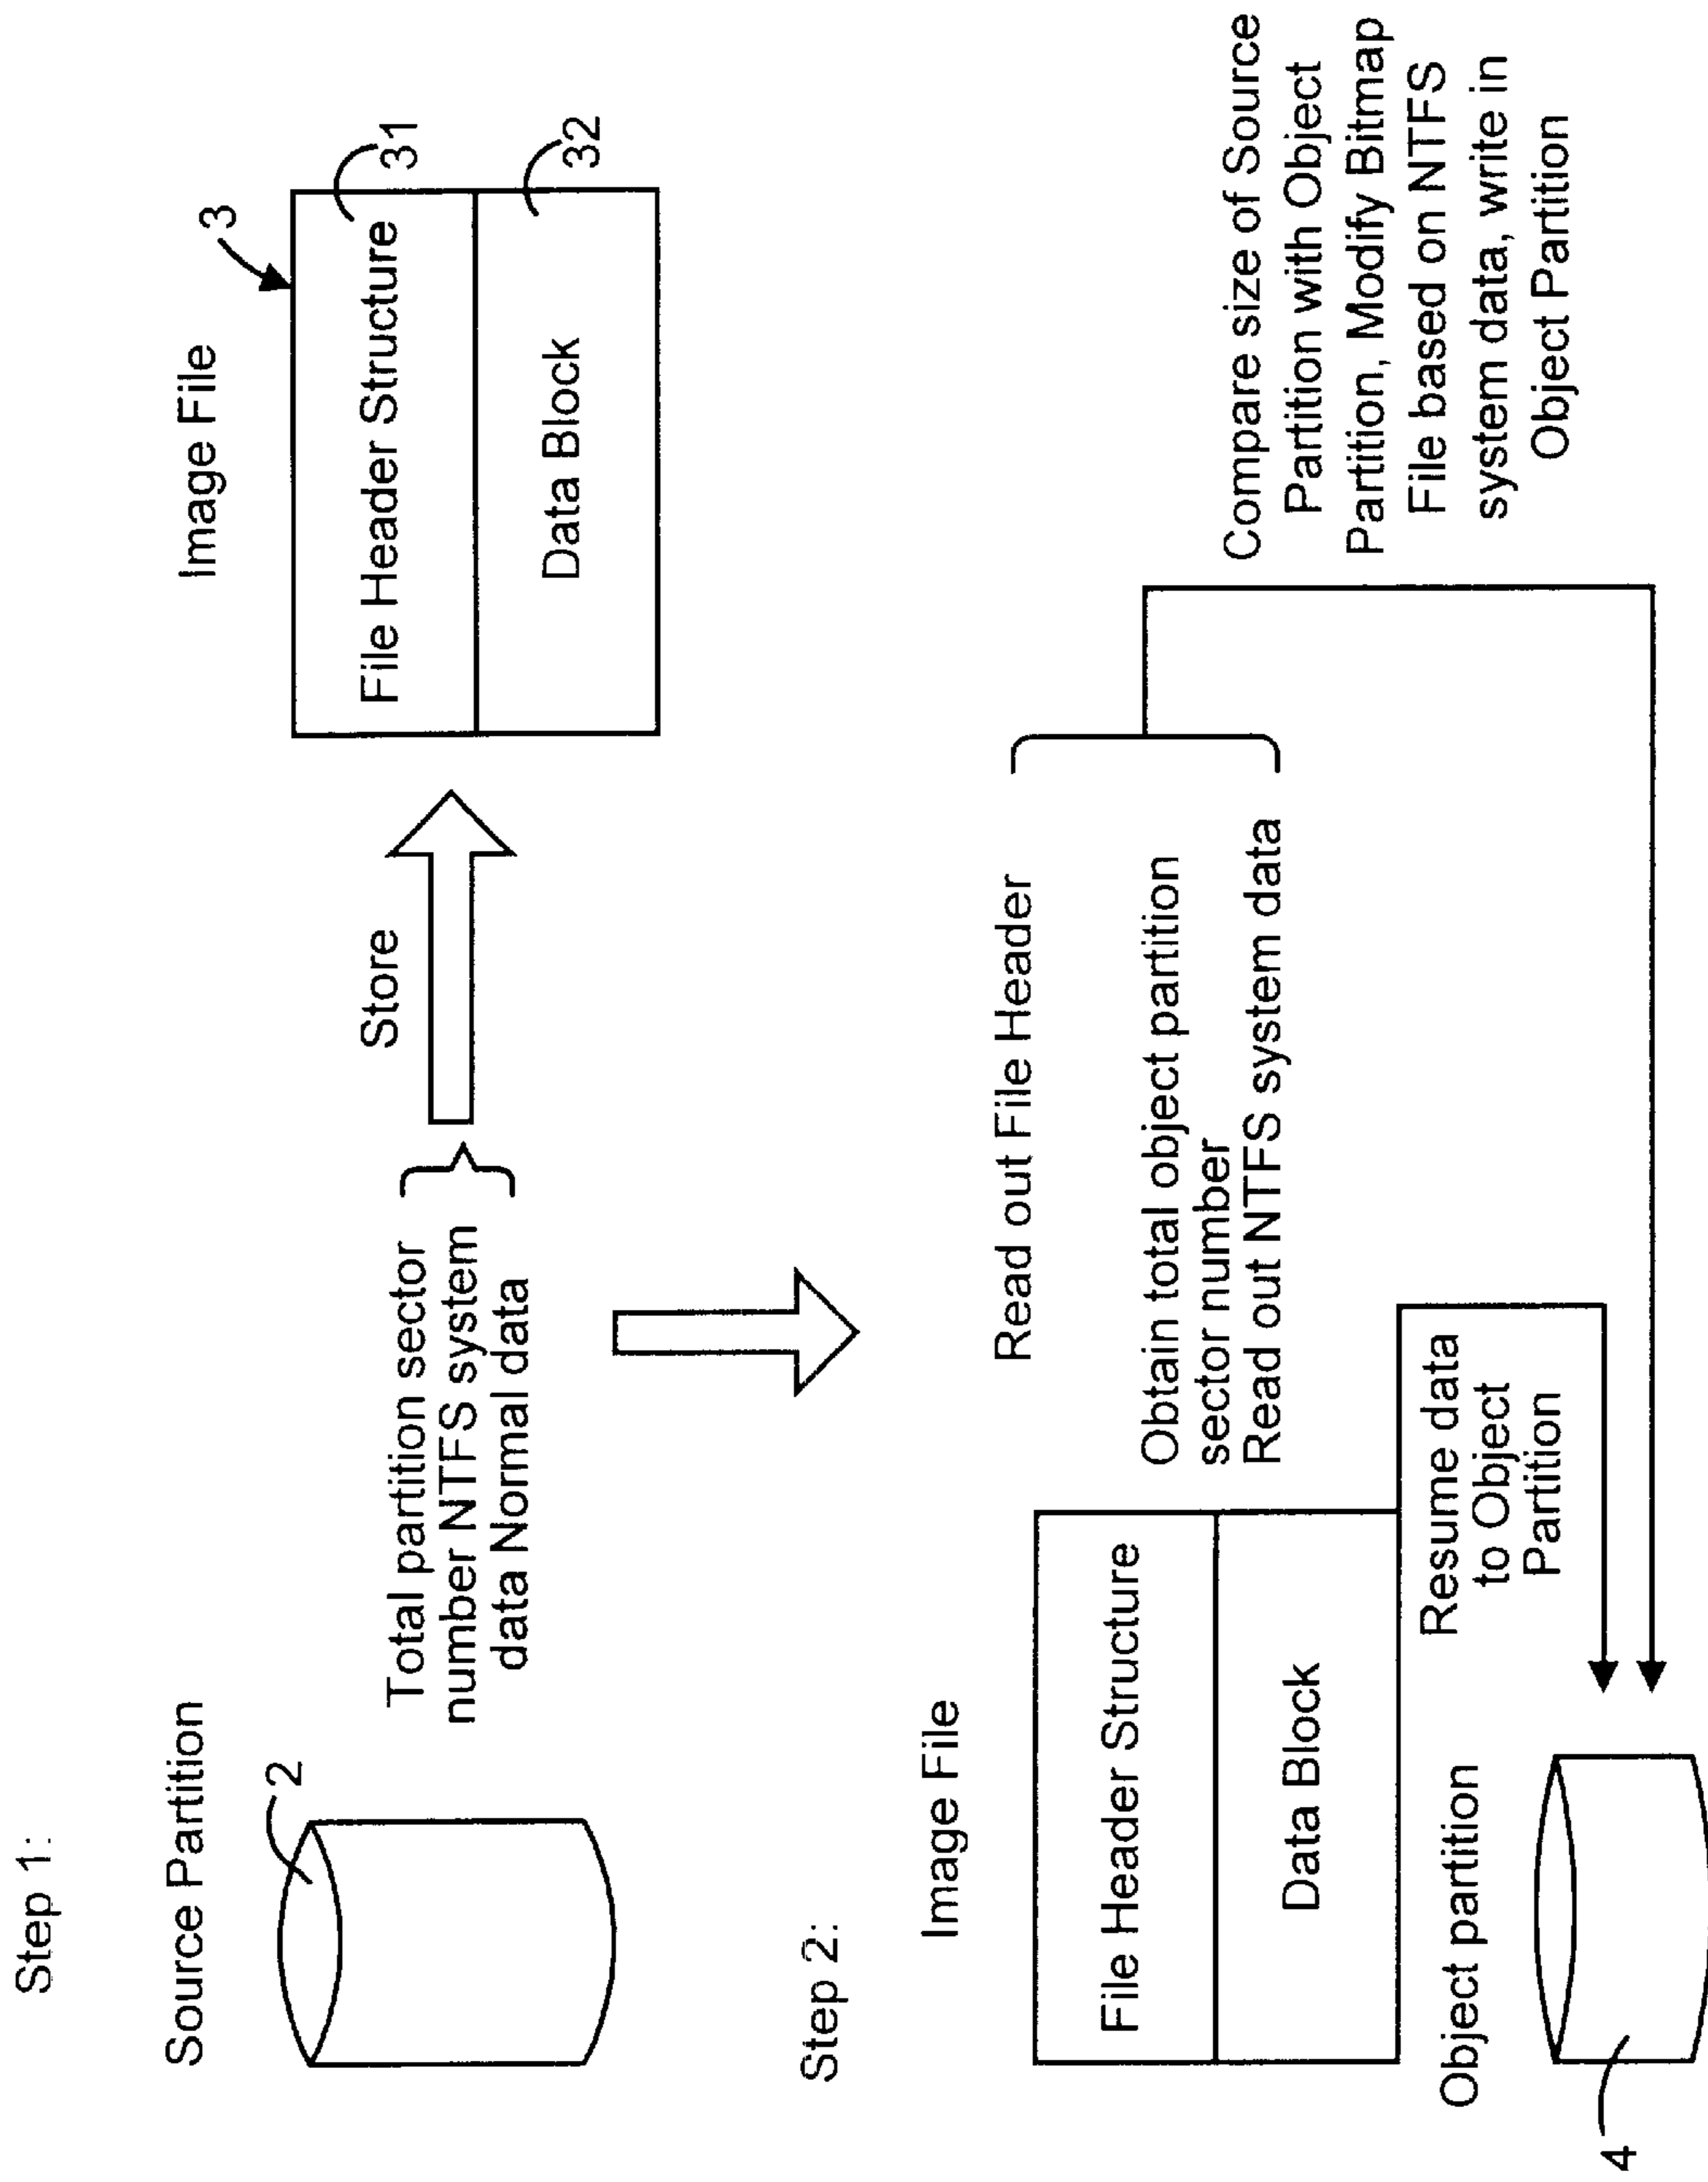 Step 1:
Source Partition
2
Total partition sector
number NTFS system
data Normal data
Store
Image File
3
File Header Structure
31
Data Block
32
Step 2:
Image File
File Header Structure
Data Block
Read out File Header
Obtain total object partition
sector number
Read out NTFS system data
Compare size of Source
Partition with Object
Partition, Modify Bitmap
File based on NTFS
system data, write in
Object Partition
Resume data
to Object
Partition
Object partition
4